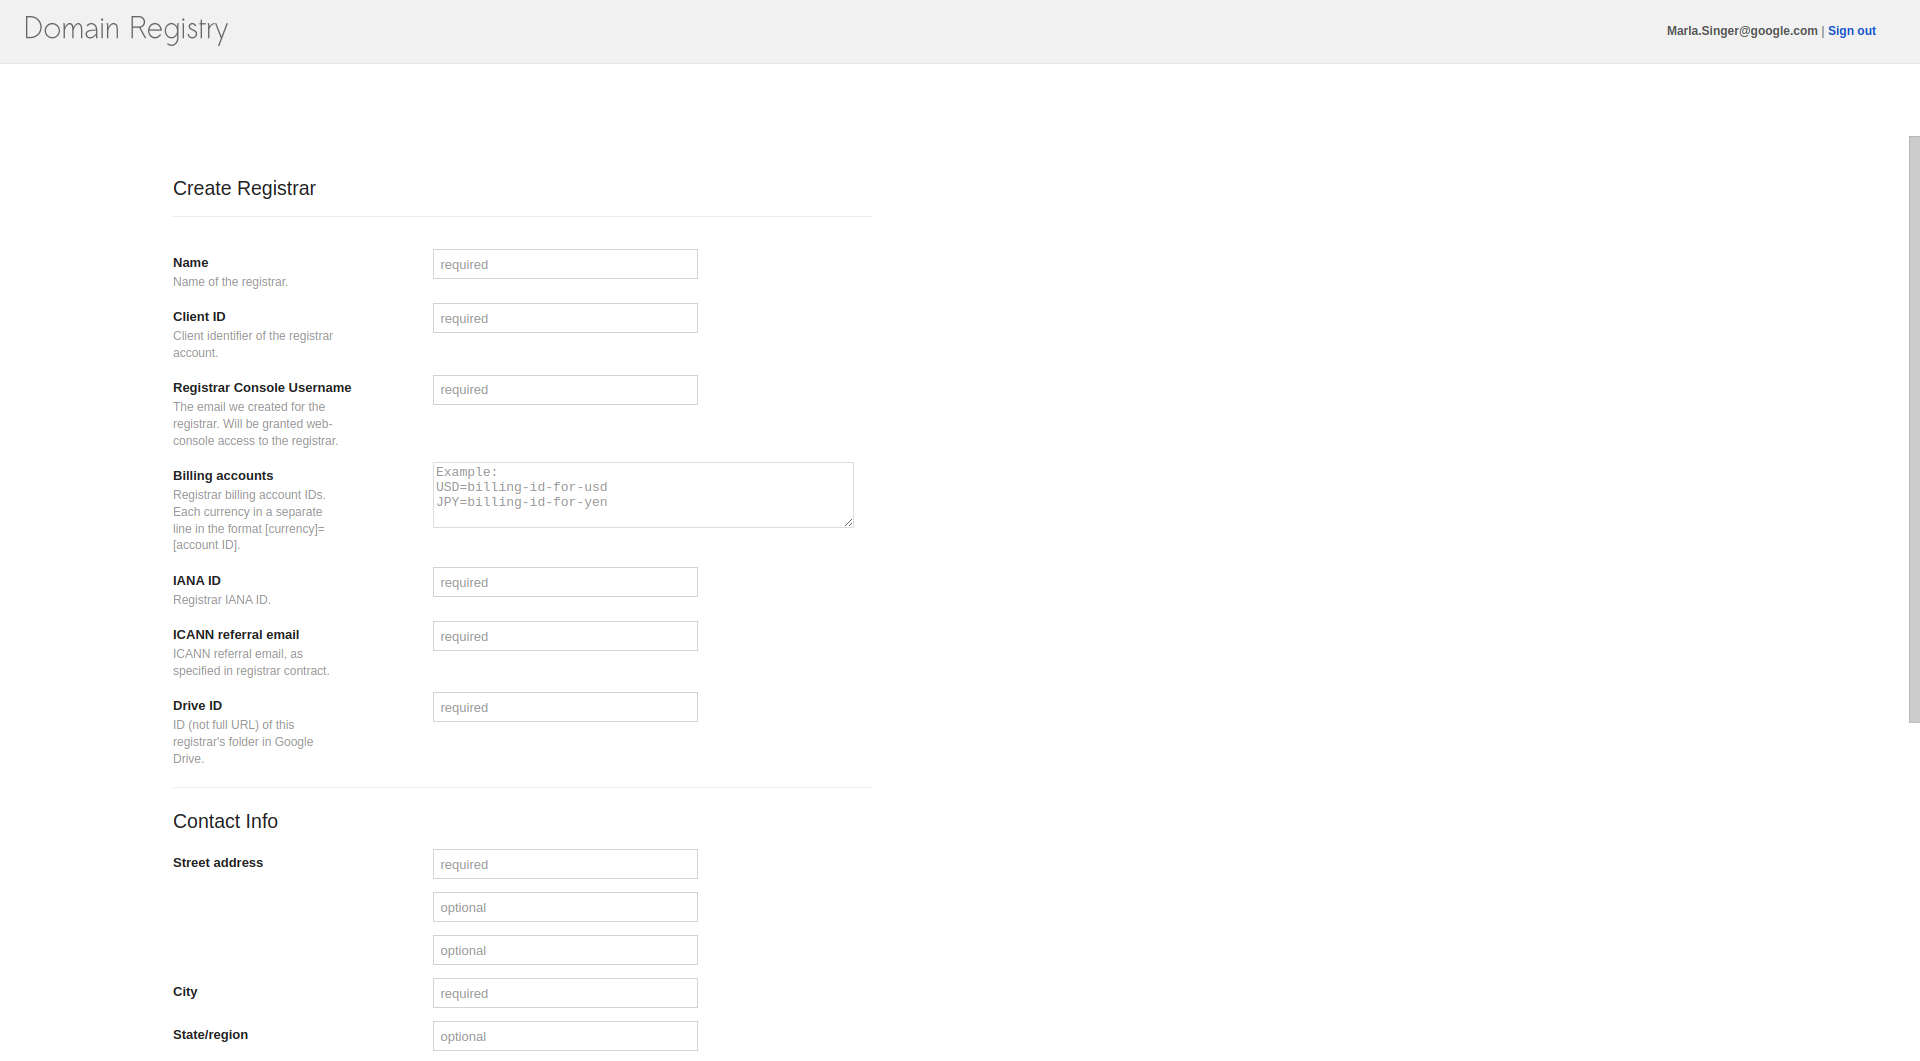 Domain Registry
Marla.Singer@google.com | Sign out
Create Registrar
Name
required
Name of the registrar.
Client ID
required
Client identifier of the registrar
account.
Registrar Console Username
required
The email we created for the
registrar. Will be granted web-
console access to the registrar.
Billing accounts
Example:
USD=billing-id-for-usd
JPY=billing-id-for-yen
Registrar billing account IDs.
Each currency in a separate
line in the format [currency]=
[account ID].
IANA ID
required
Registrar IANA ID.
ICANN referral email
required
ICANN referral email, as
specified in registrar contract.
Drive ID
required
ID (not full URL) of this
registrar's folder in Google
Drive.
Contact Info
Street address
required
optional
optional
City
required
State/region
optional